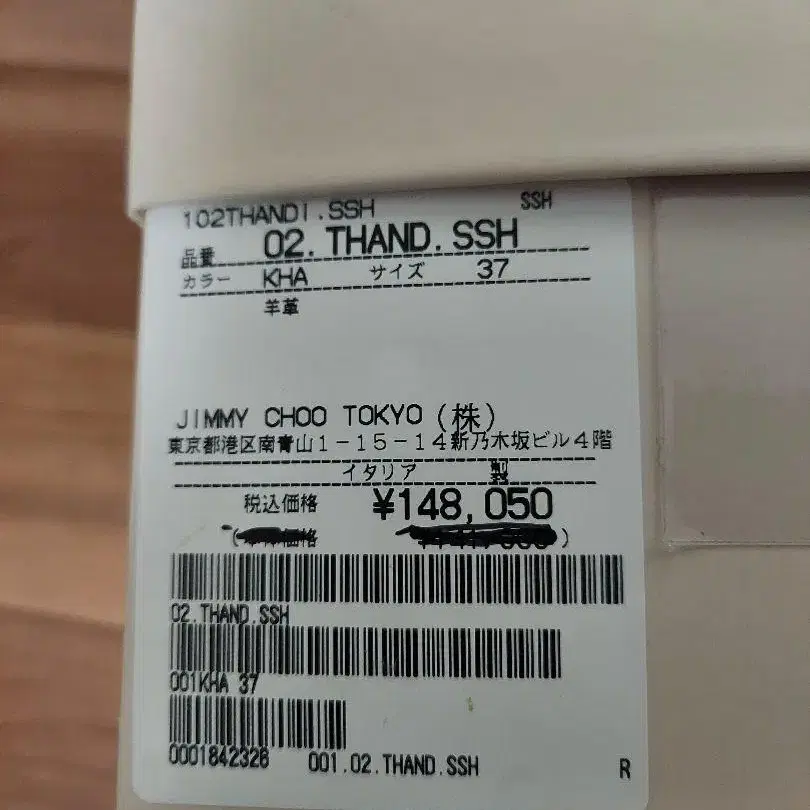 102THANDI.SSH SSH
品番 02.THAND.SSH
カラー KHA サイズ 37
羊革
JIMMY CHOO TOKYO (株)
東京都港区南青山1-15-14新乃木坂ビル4階
イタリア 製
税込価格 ¥148,050
( 価格 )
02.THAND.SSH
001KHA 37
0001842328 001.02.THAND.SSH R